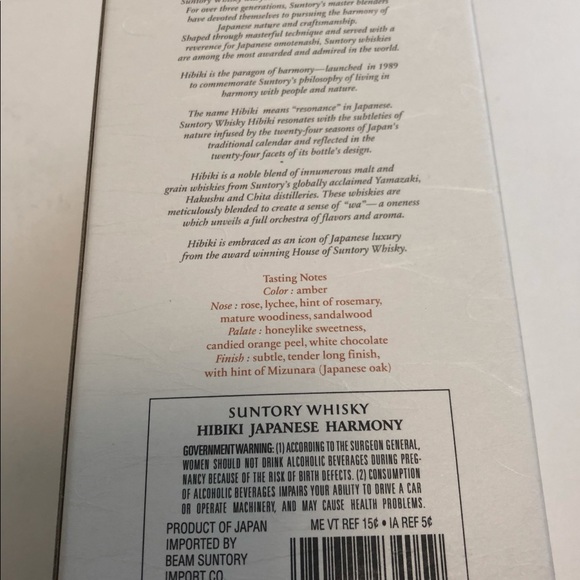 For over three generations, Suntory's master blenders
have devoted themselves to pursuing the harmony of
Japanese nature and craftsmanship.
Shaped through masterful technique and served with a
reverence for Japanese omotenashi, Suntory whiskies
are among the most awarded and admired in the world.
Hibiki is the paragon of harmony—launched in 1989
to commemorate Suntory's philosophy of living in
harmony with people and nature.
The name Hibiki means "resonance" in Japanese.
Suntory Whisky Hibiki resonates with the subtleties of
nature infused by the twenty-four seasons of Japan's
traditional calendar and reflected in the
twenty-four facets of its bottle's design.
Hibiki is a noble blend of innumerous malt and
grain whiskies from Suntory's globally acclaimed Yamazaki,
Hakushu and Chita distilleries. These whiskies are
meticulously blended to create a sense of "wa"—a oneness
which unveils a full orchestra of flavors and aroma.
Hibiki is embraced as an icon of Japanese luxury
from the award winning House of Suntory Whisky.
Tasting Notes
Color : amber
Nose : rose, lychee, hint of rosemary,
mature woodiness, sandalwood
Palate : honeylike sweetness,
candied orange peel, white chocolate
Finish : subtle, tender long finish,
with hint of Mizunara (Japanese oak)
SUNTORY WHISKY
HIBIKI JAPANESE HARMONY
GOVERNMENT WARNING: (1) ACCORDING TO THE SURGEON GENERAL,
WOMEN SHOULD NOT DRINK ALCOHOLIC BEVERAGES DURING PREG-
NANCY BECAUSE OF THE RISK OF BIRTH DEFECTS. (2) CONSUMPTION
OF ALCOHOLIC BEVERAGES IMPAIRS YOUR ABILITY TO DRIVE A CAR
OR OPERATE MACHINERY, AND MAY CAUSE HEALTH PROBLEMS.
PRODUCT OF JAPAN
ME VT REF 15¢ • IA REF 5¢
IMPORTED BY
BEAM SUNTORY
IMPORT CO.